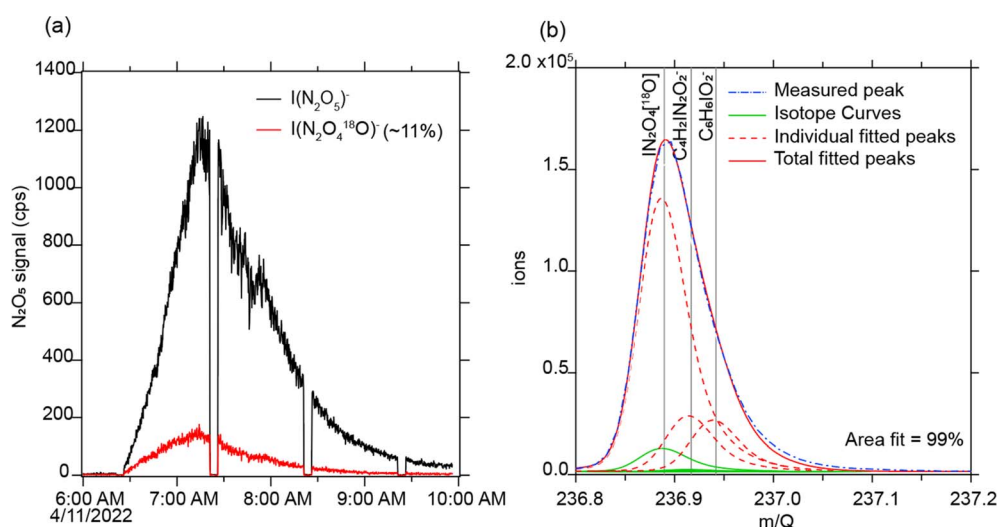 (a)
1400
1200
1000
800
600
400
200
0
N₂O₅ signal (cps)
I(N₂O₅)⁻
I(N₂O₄¹⁸O)⁻ (~11%)
6:00 AM 7:00 AM 8:00 AM 9:00 AM 10:00 AM
4/11/2022
(b)
2.0 x10⁵
1.5
1.0
0.5
0.0
ions
IN₂O₄[¹⁸O]
C₄H₂IN₂O₂⁻
C₆H₆IO₂⁻
Measured peak
Isotope Curves
Individual fitted peaks
Total fitted peaks
Area fit = 99%
236.8 236.9 237.0 237.1 237.2
m/Q